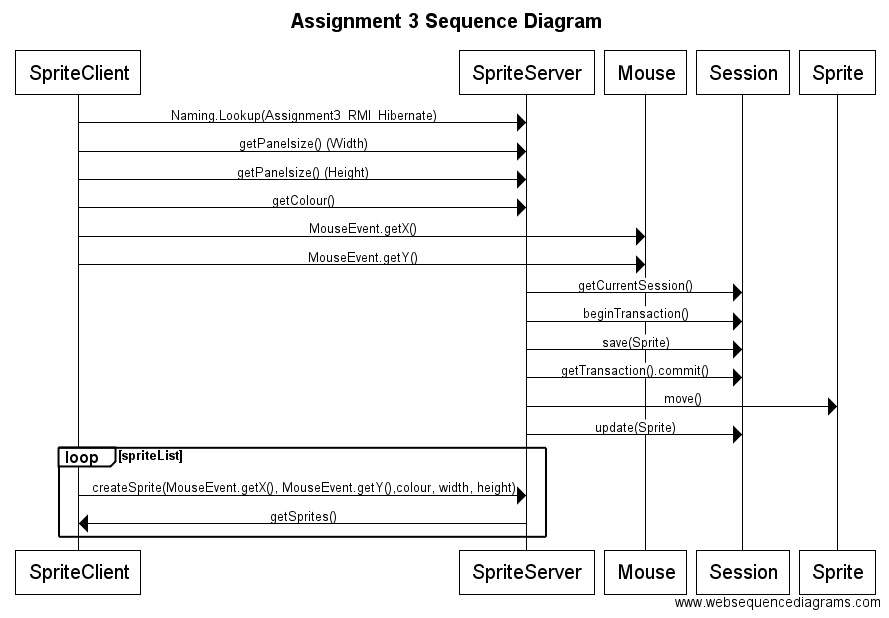 Assignment 3 Sequence Diagram
SpriteClient SpriteServer Mouse Session Sprite
Naming.Lookup(Assignment3_RMI_Hibernate)
getPanelsize() (Width)
getPanelsize() (Height)
getColour()
MouseEvent.getX()
MouseEvent.getY()
getCurrentSession()
beginTransaction()
save(Sprite)
getTransaction().commit()
move()
update(Sprite)
loop [spriteList]
createSprite(MouseEvent.getX(), MouseEvent.getY(),colour, width, height)
getSprites()
SpriteClient SpriteServer Mouse Session Sprite
www.websequencediagrams.com